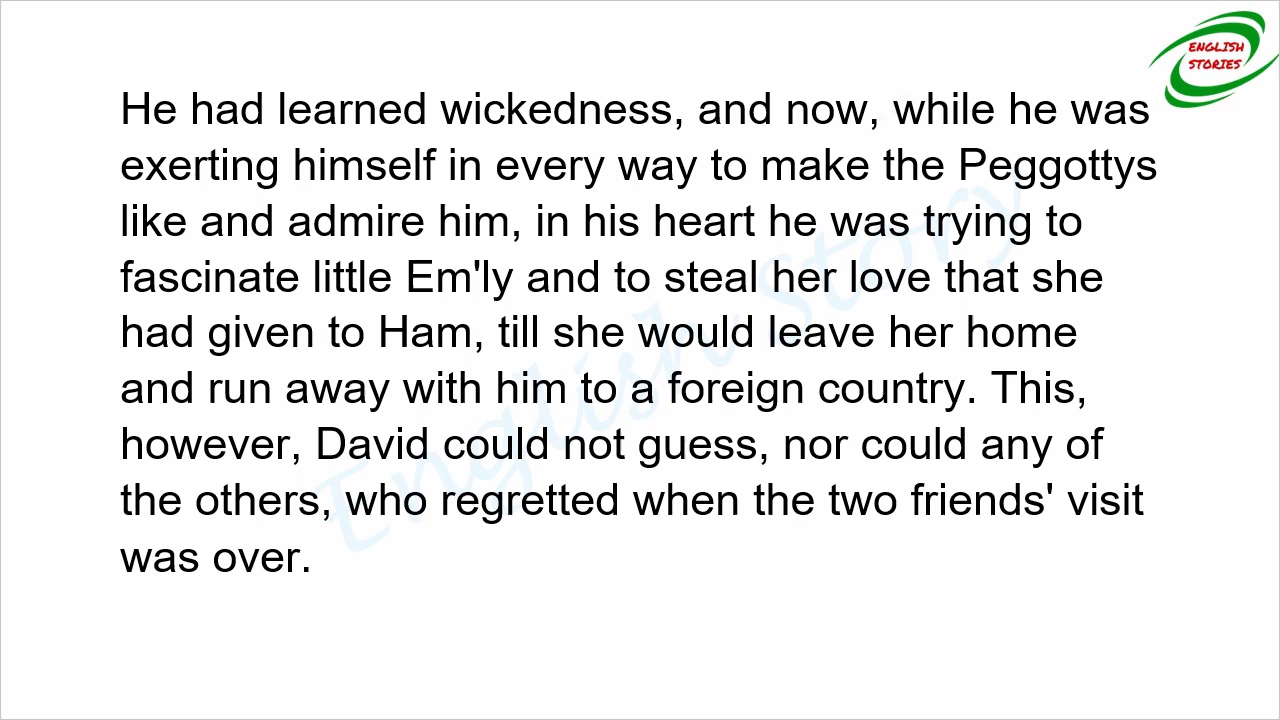 ENGLISH
STORIES
He had learned wickedness, and now, while he was
exerting himself in every way to make the Peggottys
like and admire him, in his heart he was trying to
fascinate little Em'ly and to steal her love that she
had given to Ham, till she would leave her home
and run away with him to a foreign country. This,
however, David could not guess, nor could any of
the others, who regretted when the two friends' visit
was over.
English Story